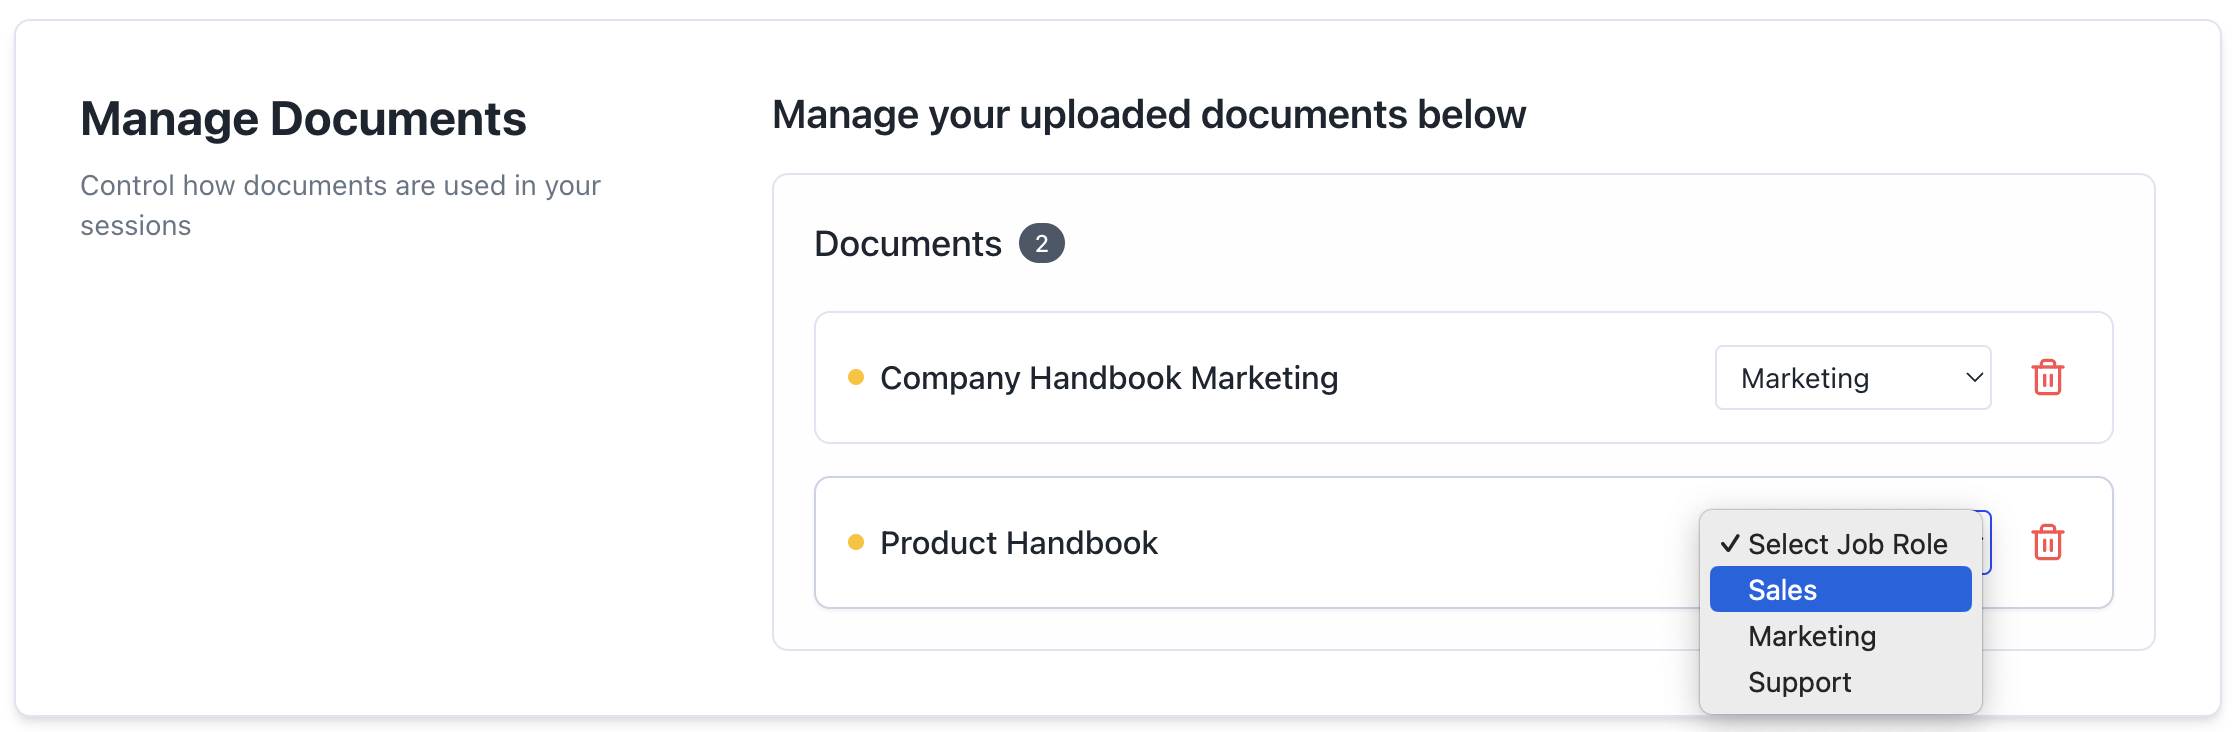 Manage Documents
Control how documents are used in your
sessions
Manage your uploaded documents below
Documents 2
Company Handbook Marketing
Marketing
Product Handbook
✓ Select Job Role
Sales
Marketing
Support